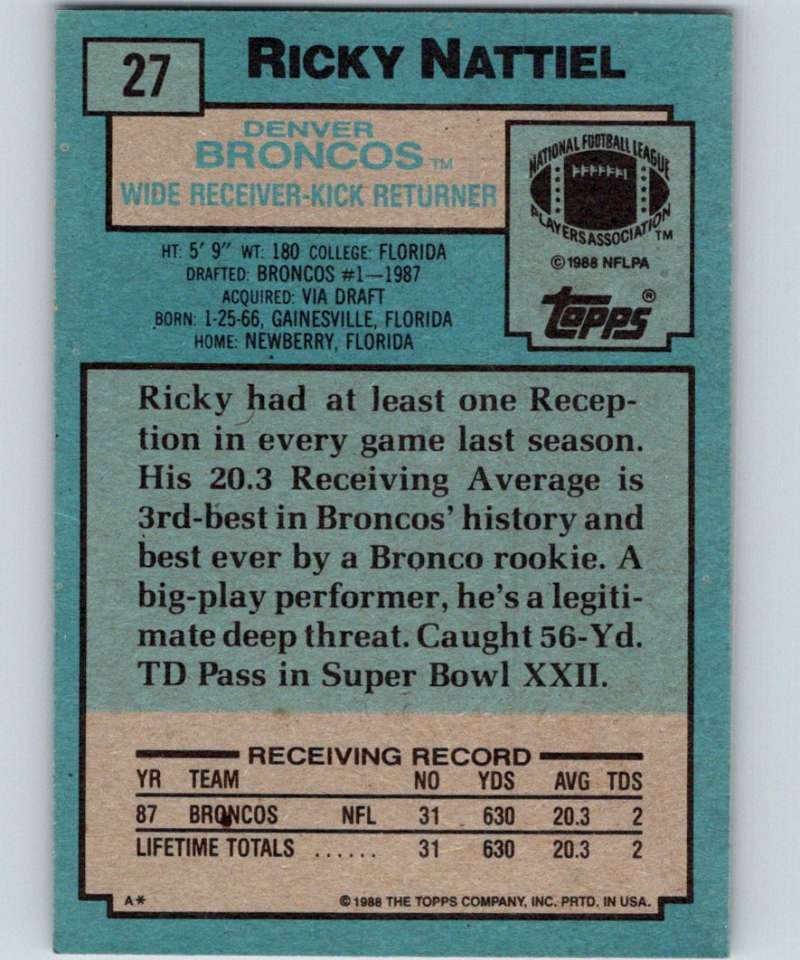 27
RICKY NATTIEL
DENVER
BRONCOS™
WIDE RECEIVER-KICK RETURNER
NATIONAL FOOTBALL LEAGUE
PLAYERS ASSOCIATION™
©1988 NFLPA
Topps®
HT: 5' 9" WT: 180 COLLEGE: FLORIDA
DRAFTED: BRONCOS #1—1987
ACQUIRED: VIA DRAFT
BORN: 1-25-66, GAINESVILLE, FLORIDA
HOME: NEWBERRY, FLORIDA
Ricky had at least one Recep-
tion in every game last season.
His 20.3 Receiving Average is
3rd-best in Broncos' history and
best ever by a Bronco rookie. A
big-play performer, he's a legiti-
mate deep threat. Caught 56-Yd.
TD Pass in Super Bowl XXII.
RECEIVING RECORD
YR TEAM NO YDS AVG TDS
87 BRONCOS NFL 31 630 20.3 2
LIFETIME TOTALS ...... 31 630 20.3 2
A* ©1988 THE TOPPS COMPANY, INC. PRTD. IN USA.